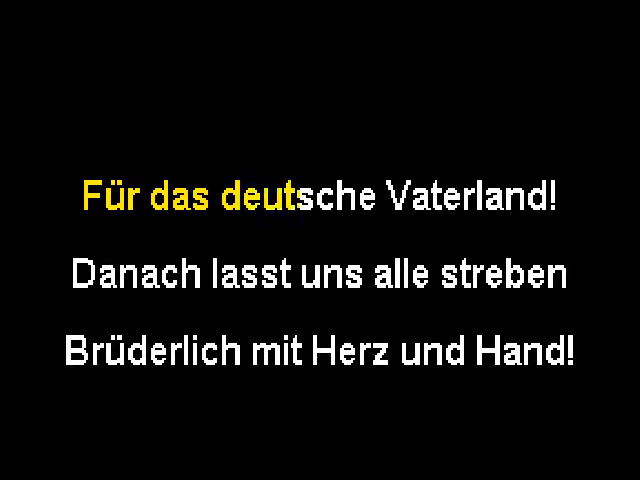 Für das deutsche Vaterland!
Danach lasst uns alle streben
Brüderlich mit Herz und Hand!